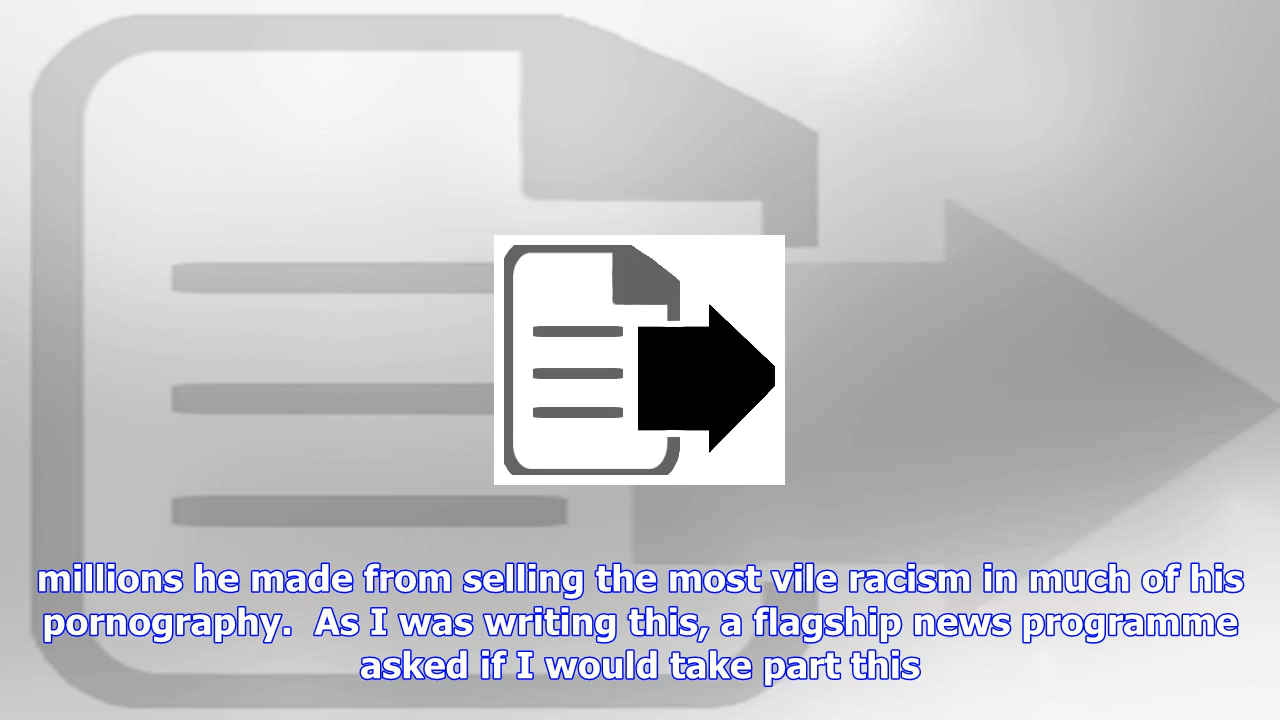 millions he made from selling the most vile racism in much of his
pornography.  As I was writing this, a flagship news programme
asked if I would take part this